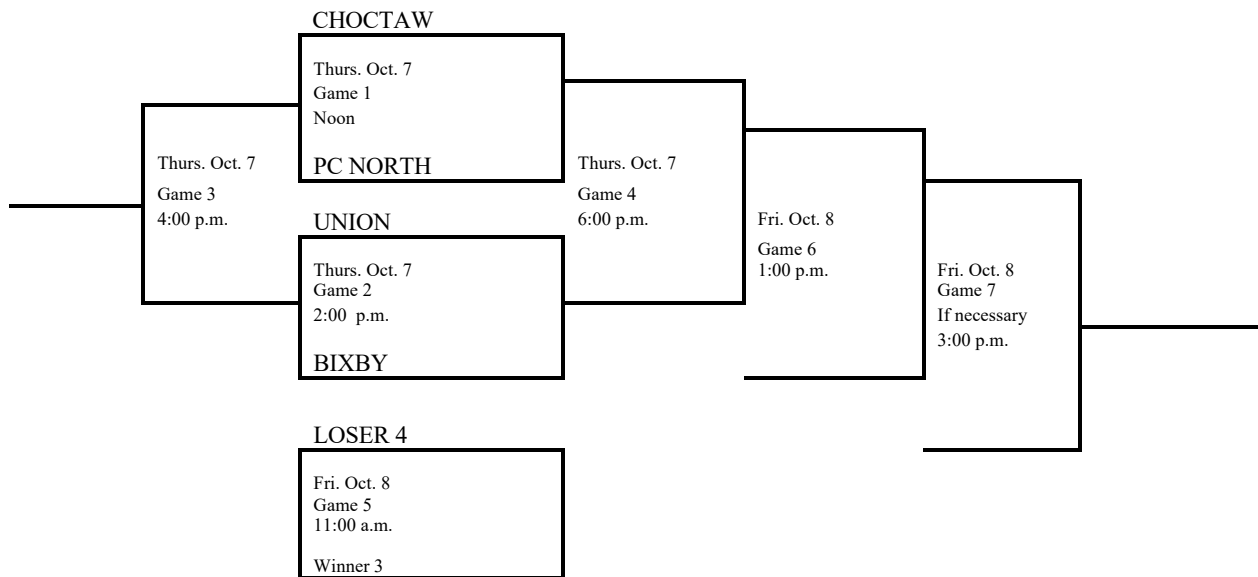 CHOCTAW
Thurs. Oct. 7
Game 1
Noon
PC NORTH
Thurs. Oct. 7
Game 3
4:00 p.m.
Thurs. Oct. 7
Game 4
6:00 p.m.
UNION
Thurs. Oct. 7
Game 2
2:00 p.m.
BIXBY
Fri. Oct. 8
Game 6
1:00 p.m.
Fri. Oct. 8
Game 7
If necessary
3:00 p.m.
LOSER 4
Fri. Oct. 8
Game 5
11:00 a.m.
Winner 3